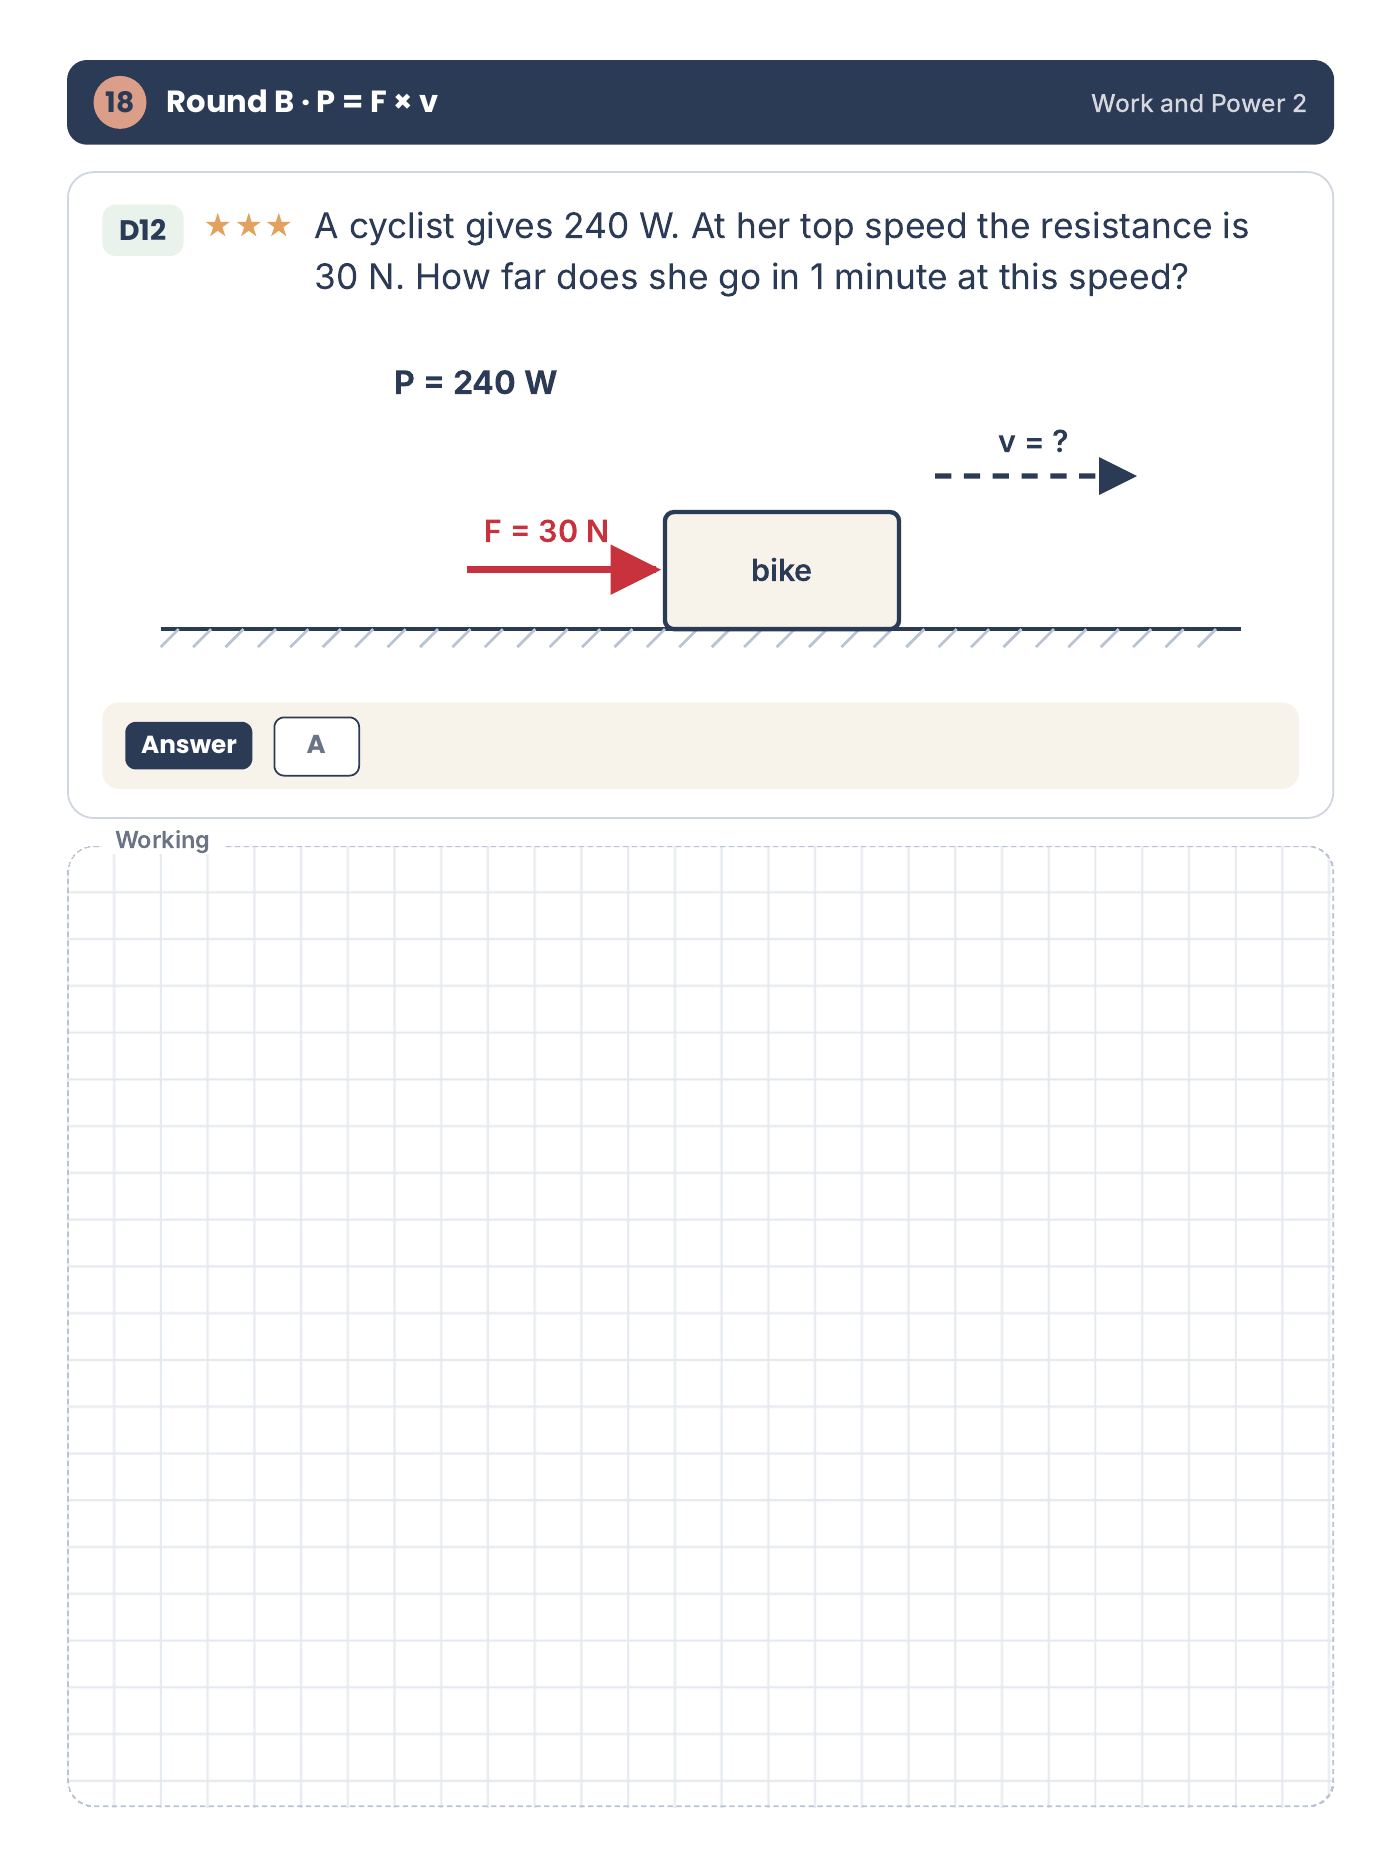 18 Round B · P = F × v
Work and Power 2
D12 ★★★ A cyclist gives 240 W. At her top speed the resistance is
30 N. How far does she go in 1 minute at this speed?
P = 240 W
v = ?
F = 30 N
bike
Answer A
Working